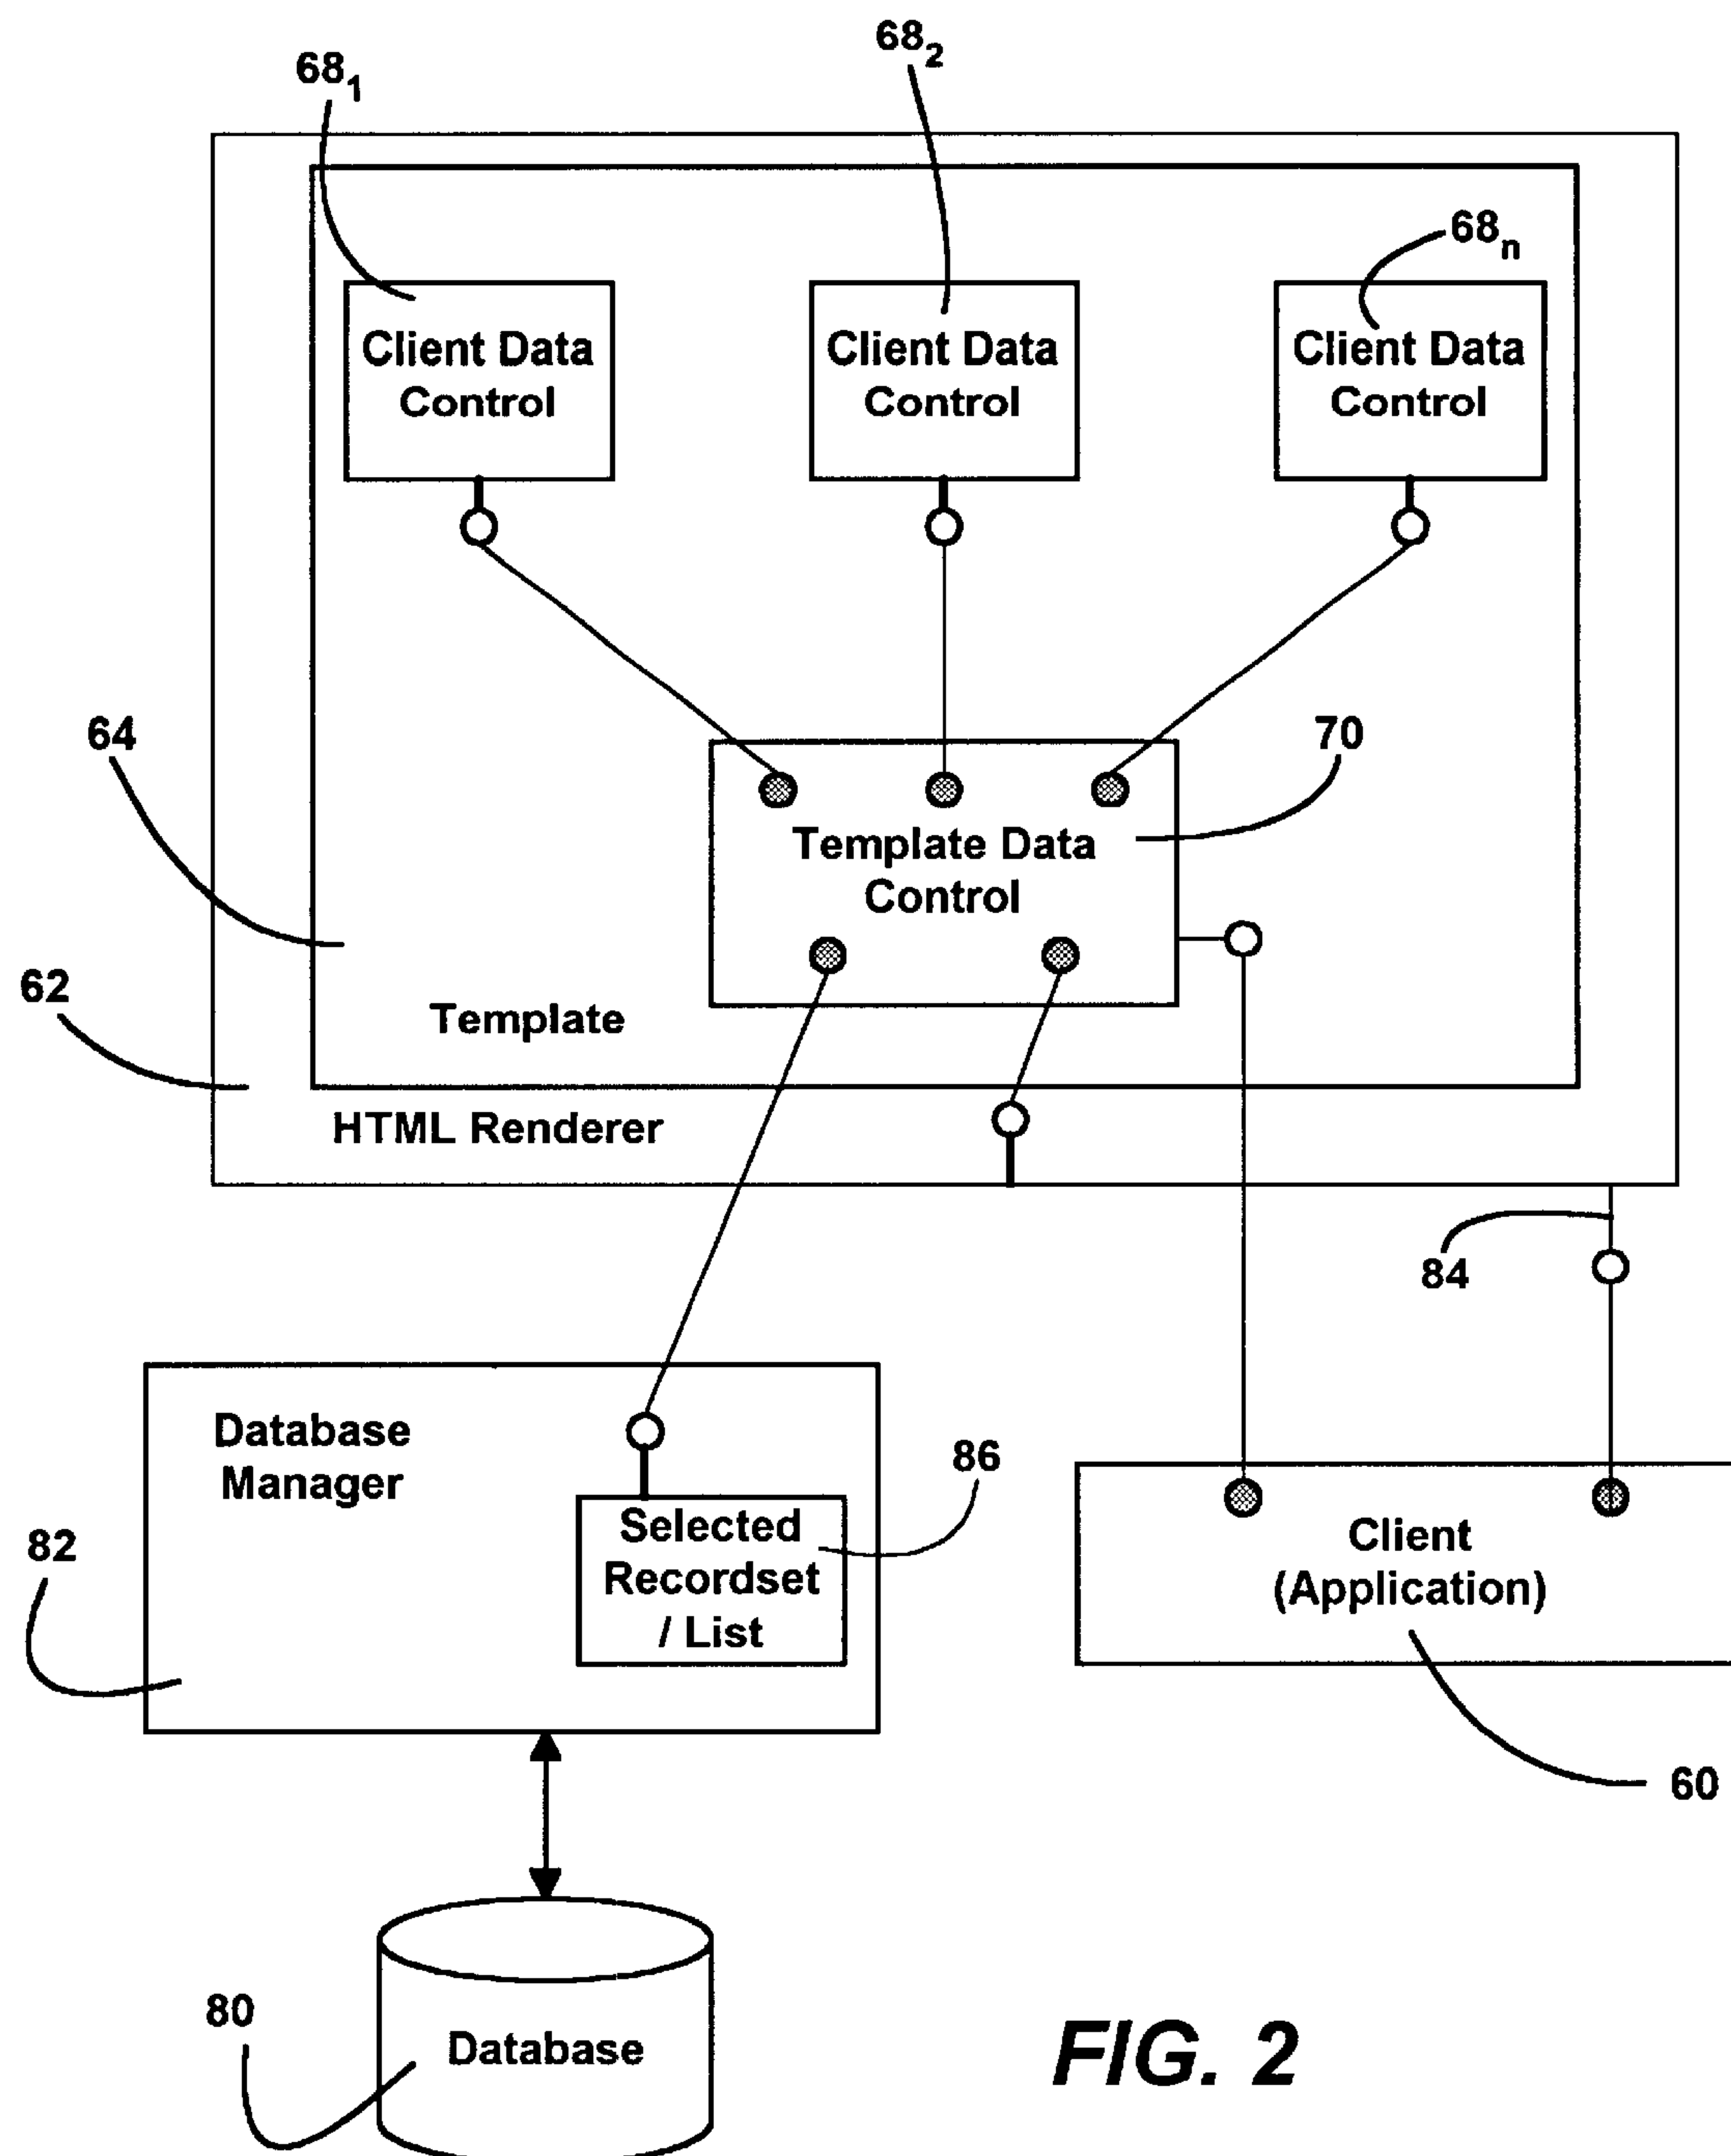 68₁
68₂
68ₙ
Client Data
Control
Client Data
Control
Client Data
Control
64
70
Template Data
Control
62
Template
HTML Renderer
84
Database
Manager
86
82
Selected
Recordset
/ List
Client
(Application)
60
80
Database
FIG. 2